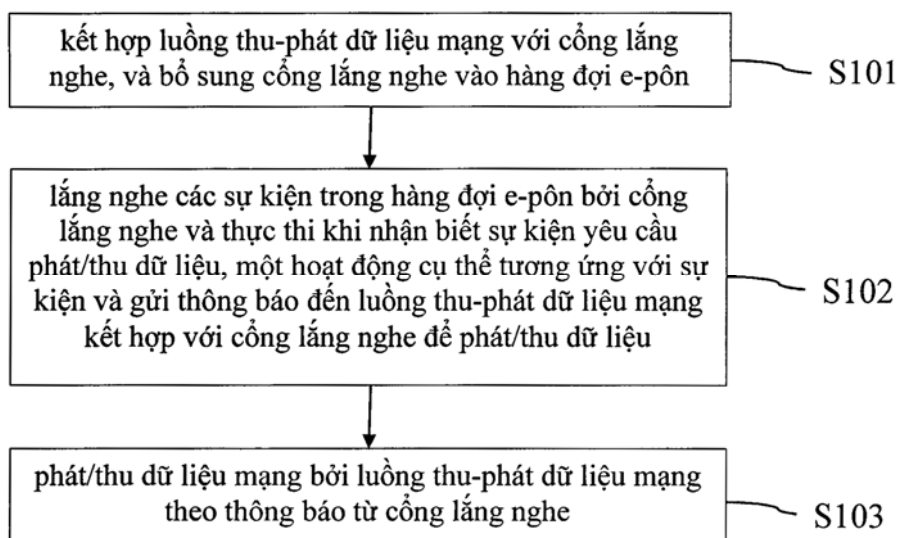 kết hợp luồng thu-phát dữ liệu mạng với cổng lắng
nghe, và bổ sung cổng lắng nghe vào hàng đợi e-pôn
S101
lắng nghe các sự kiện trong hàng đợi e-pôn bởi cổng
lắng nghe và thực thi khi nhận biết sự kiện yêu cầu
phát/thu dữ liệu, một hoạt động cụ thể tương ứng với sự
kiện và gửi thông báo đến luồng thu-phát dữ liệu mạng
kết hợp với cổng lắng nghe để phát/thu dữ liệu
S102
phát/thu dữ liệu mạng bởi luồng thu-phát dữ liệu mạng
theo thông báo từ cổng lắng nghe
S103